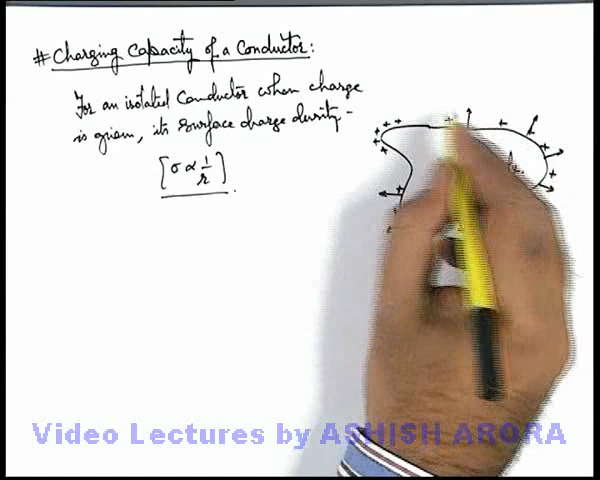 # Charging Capacity of a Conductor:
For an isolated Conductor when charge
is given, its surface charge density -
[σ ∝ 1/r].
Video Lectures by ASHISH ARORA